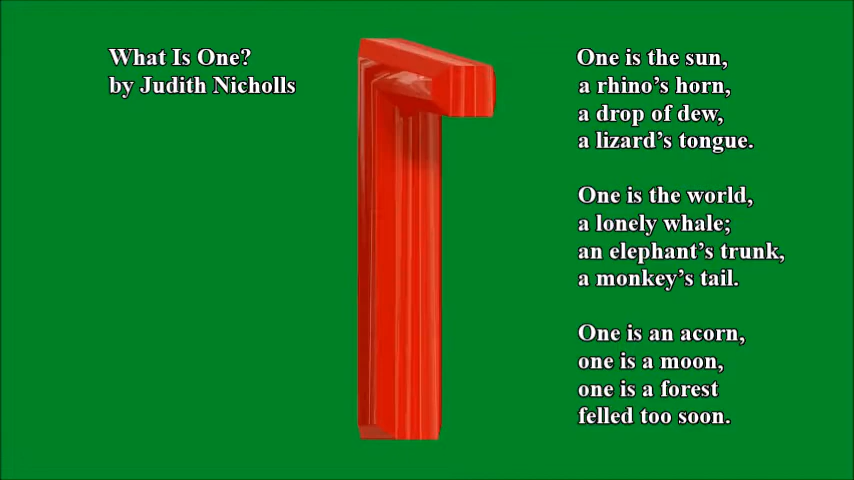 What Is One?
by Judith Nicholls
One is the sun,
a rhino’s horn,
a drop of dew,
a lizard’s tongue.
One is the world,
a lonely whale;
an elephant’s trunk,
a monkey’s tail.
One is an acorn,
one is a moon,
one is a forest
felled too soon.